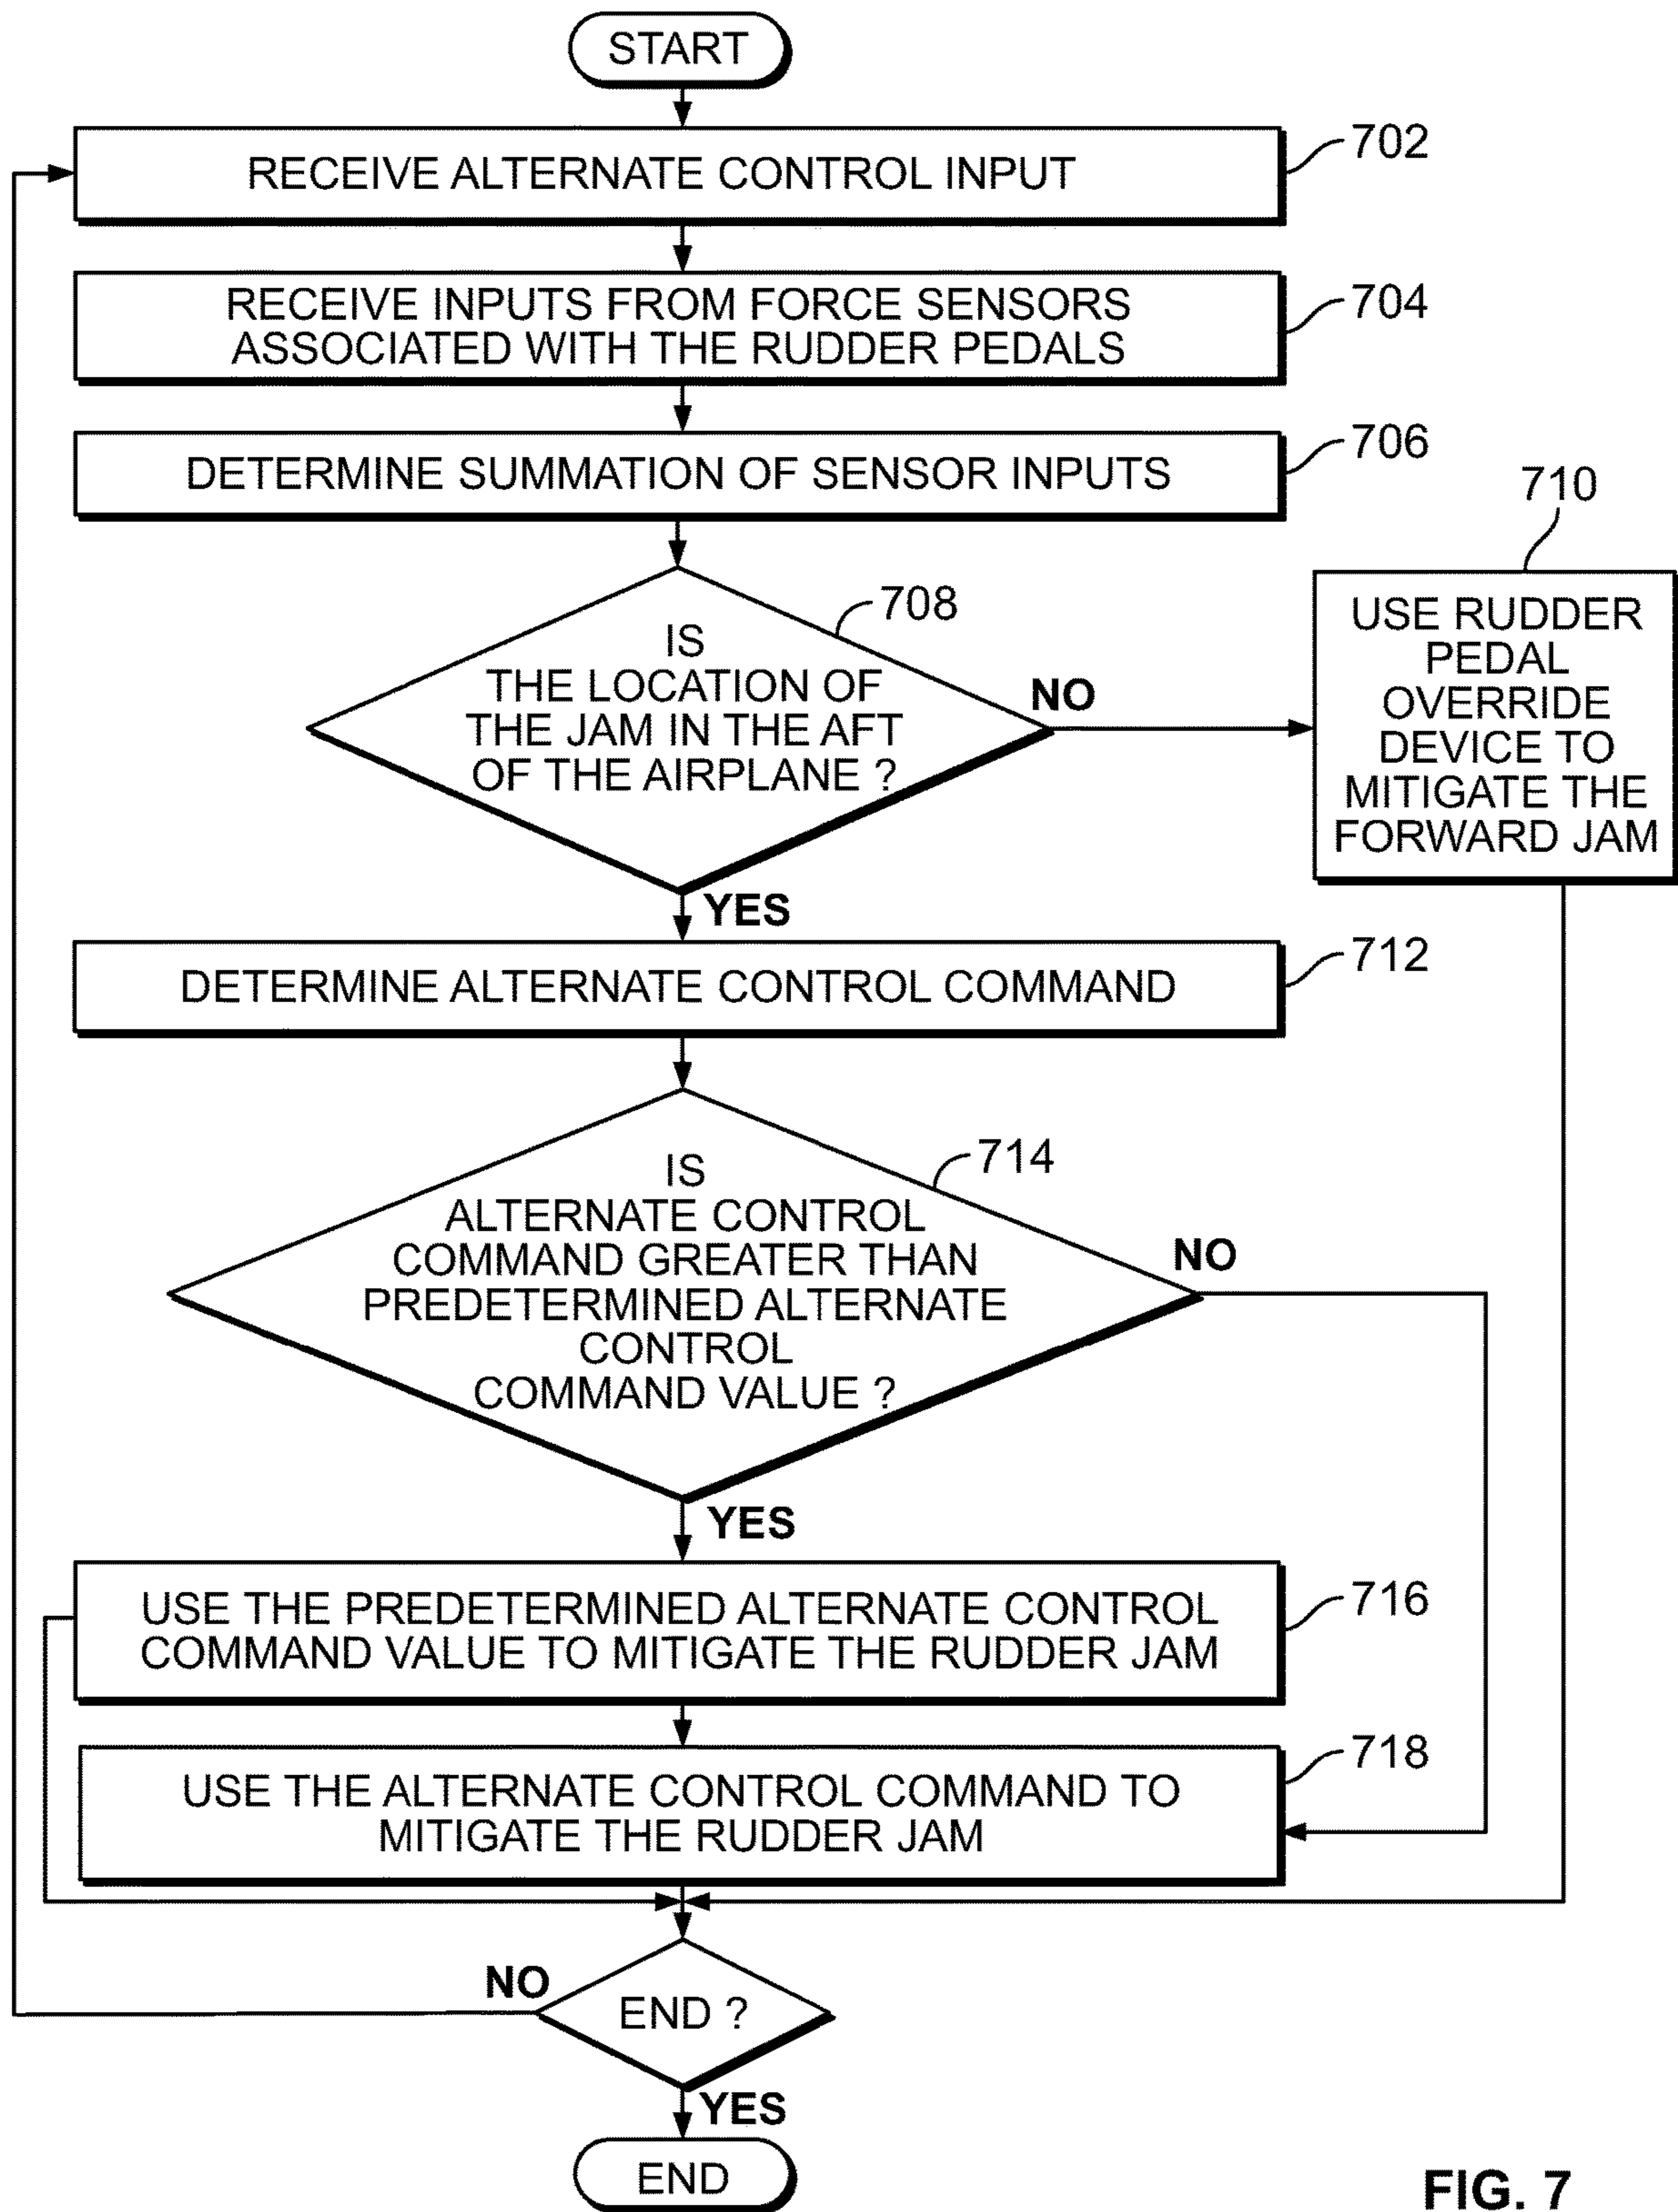 START
RECEIVE ALTERNATE CONTROL INPUT
702
RECEIVE INPUTS FROM FORCE SENSORS
ASSOCIATED WITH THE RUDDER PEDALS
704
DETERMINE SUMMATION OF SENSOR INPUTS
706
708
IS
THE LOCATION OF
THE JAM IN THE AFT
OF THE AIRPLANE ?
NO
710
USE RUDDER
PEDAL
OVERRIDE
DEVICE TO
MITIGATE THE
FORWARD JAM
YES
DETERMINE ALTERNATE CONTROL COMMAND
712
714
IS
ALTERNATE CONTROL
COMMAND GREATER THAN
PREDETERMINED ALTERNATE
CONTROL
COMMAND VALUE ?
NO
YES
USE THE PREDETERMINED ALTERNATE CONTROL
COMMAND VALUE TO MITIGATE THE RUDDER JAM
716
USE THE ALTERNATE CONTROL COMMAND TO
MITIGATE THE RUDDER JAM
718
NO
END ?
YES
END
FIG. 7